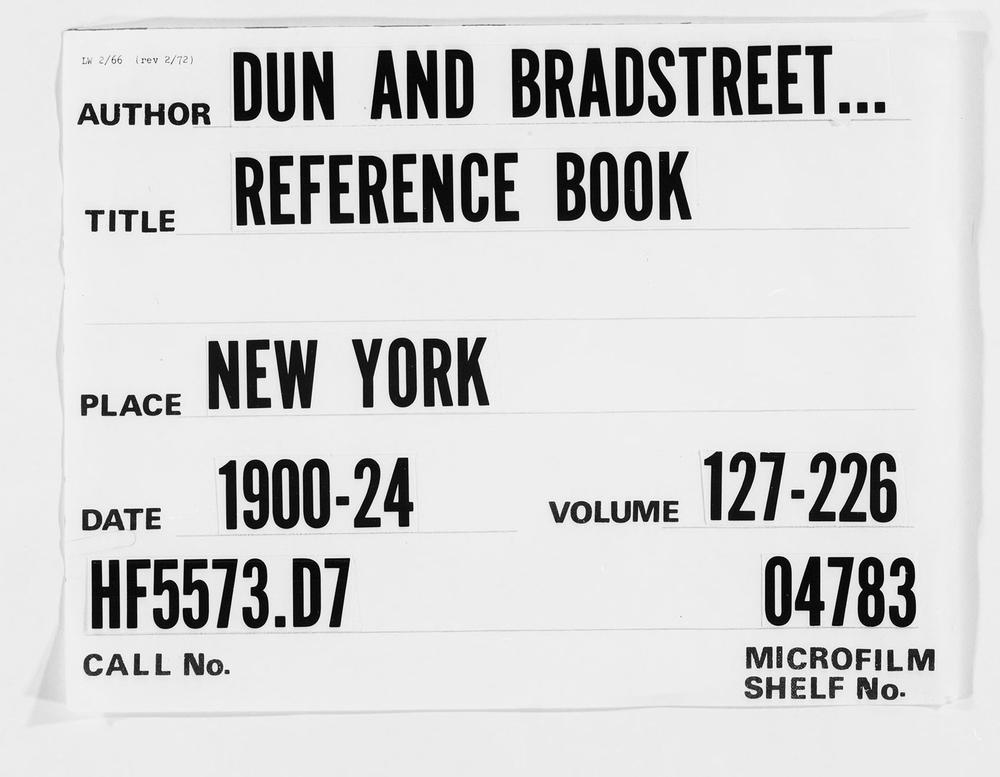 LW 2/66 (rev 2/72)
AUTHOR DUN AND BRADSTREET...
TITLE REFERENCE BOOK
PLACE NEW YORK
DATE 1900-24 VOLUME 127-226
HF5573.D7 04783
CALL No. MICROFILM
SHELF No.